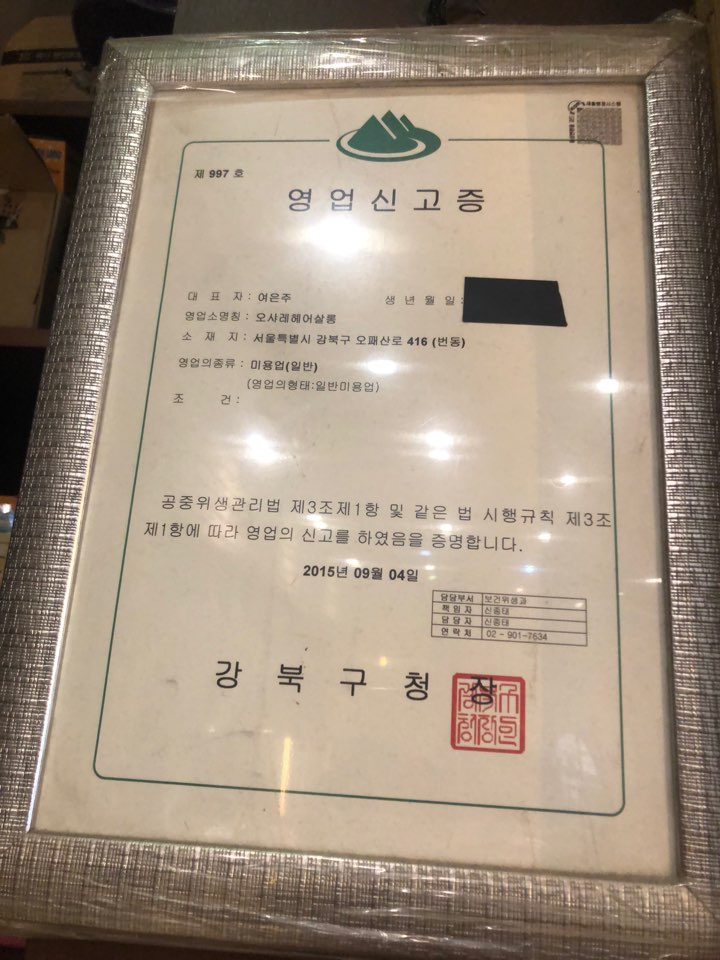 새올행정시스템
제 997 호
영업신고증
대 표 자 : 여은주 생 년 월 일 :
영업소명칭 : 오사레헤어살롱
소 재 지 : 서울특별시 강북구 오패산로 416 (번동)
영업의종류 : 미용업(일반)
(영업의형태:일반미용업)
조 건 :
공중위생관리법 제3조제1항 및 같은 법 시행규칙 제3조
제1항에 따라 영업의 신고를 하였음을 증명합니다.
2015년 09월 04일
담당부서 보건위생과
책 임 자 신종태
담 당 자 신종태
연 락 처 02 - 901-7634
강 북 구 청 장